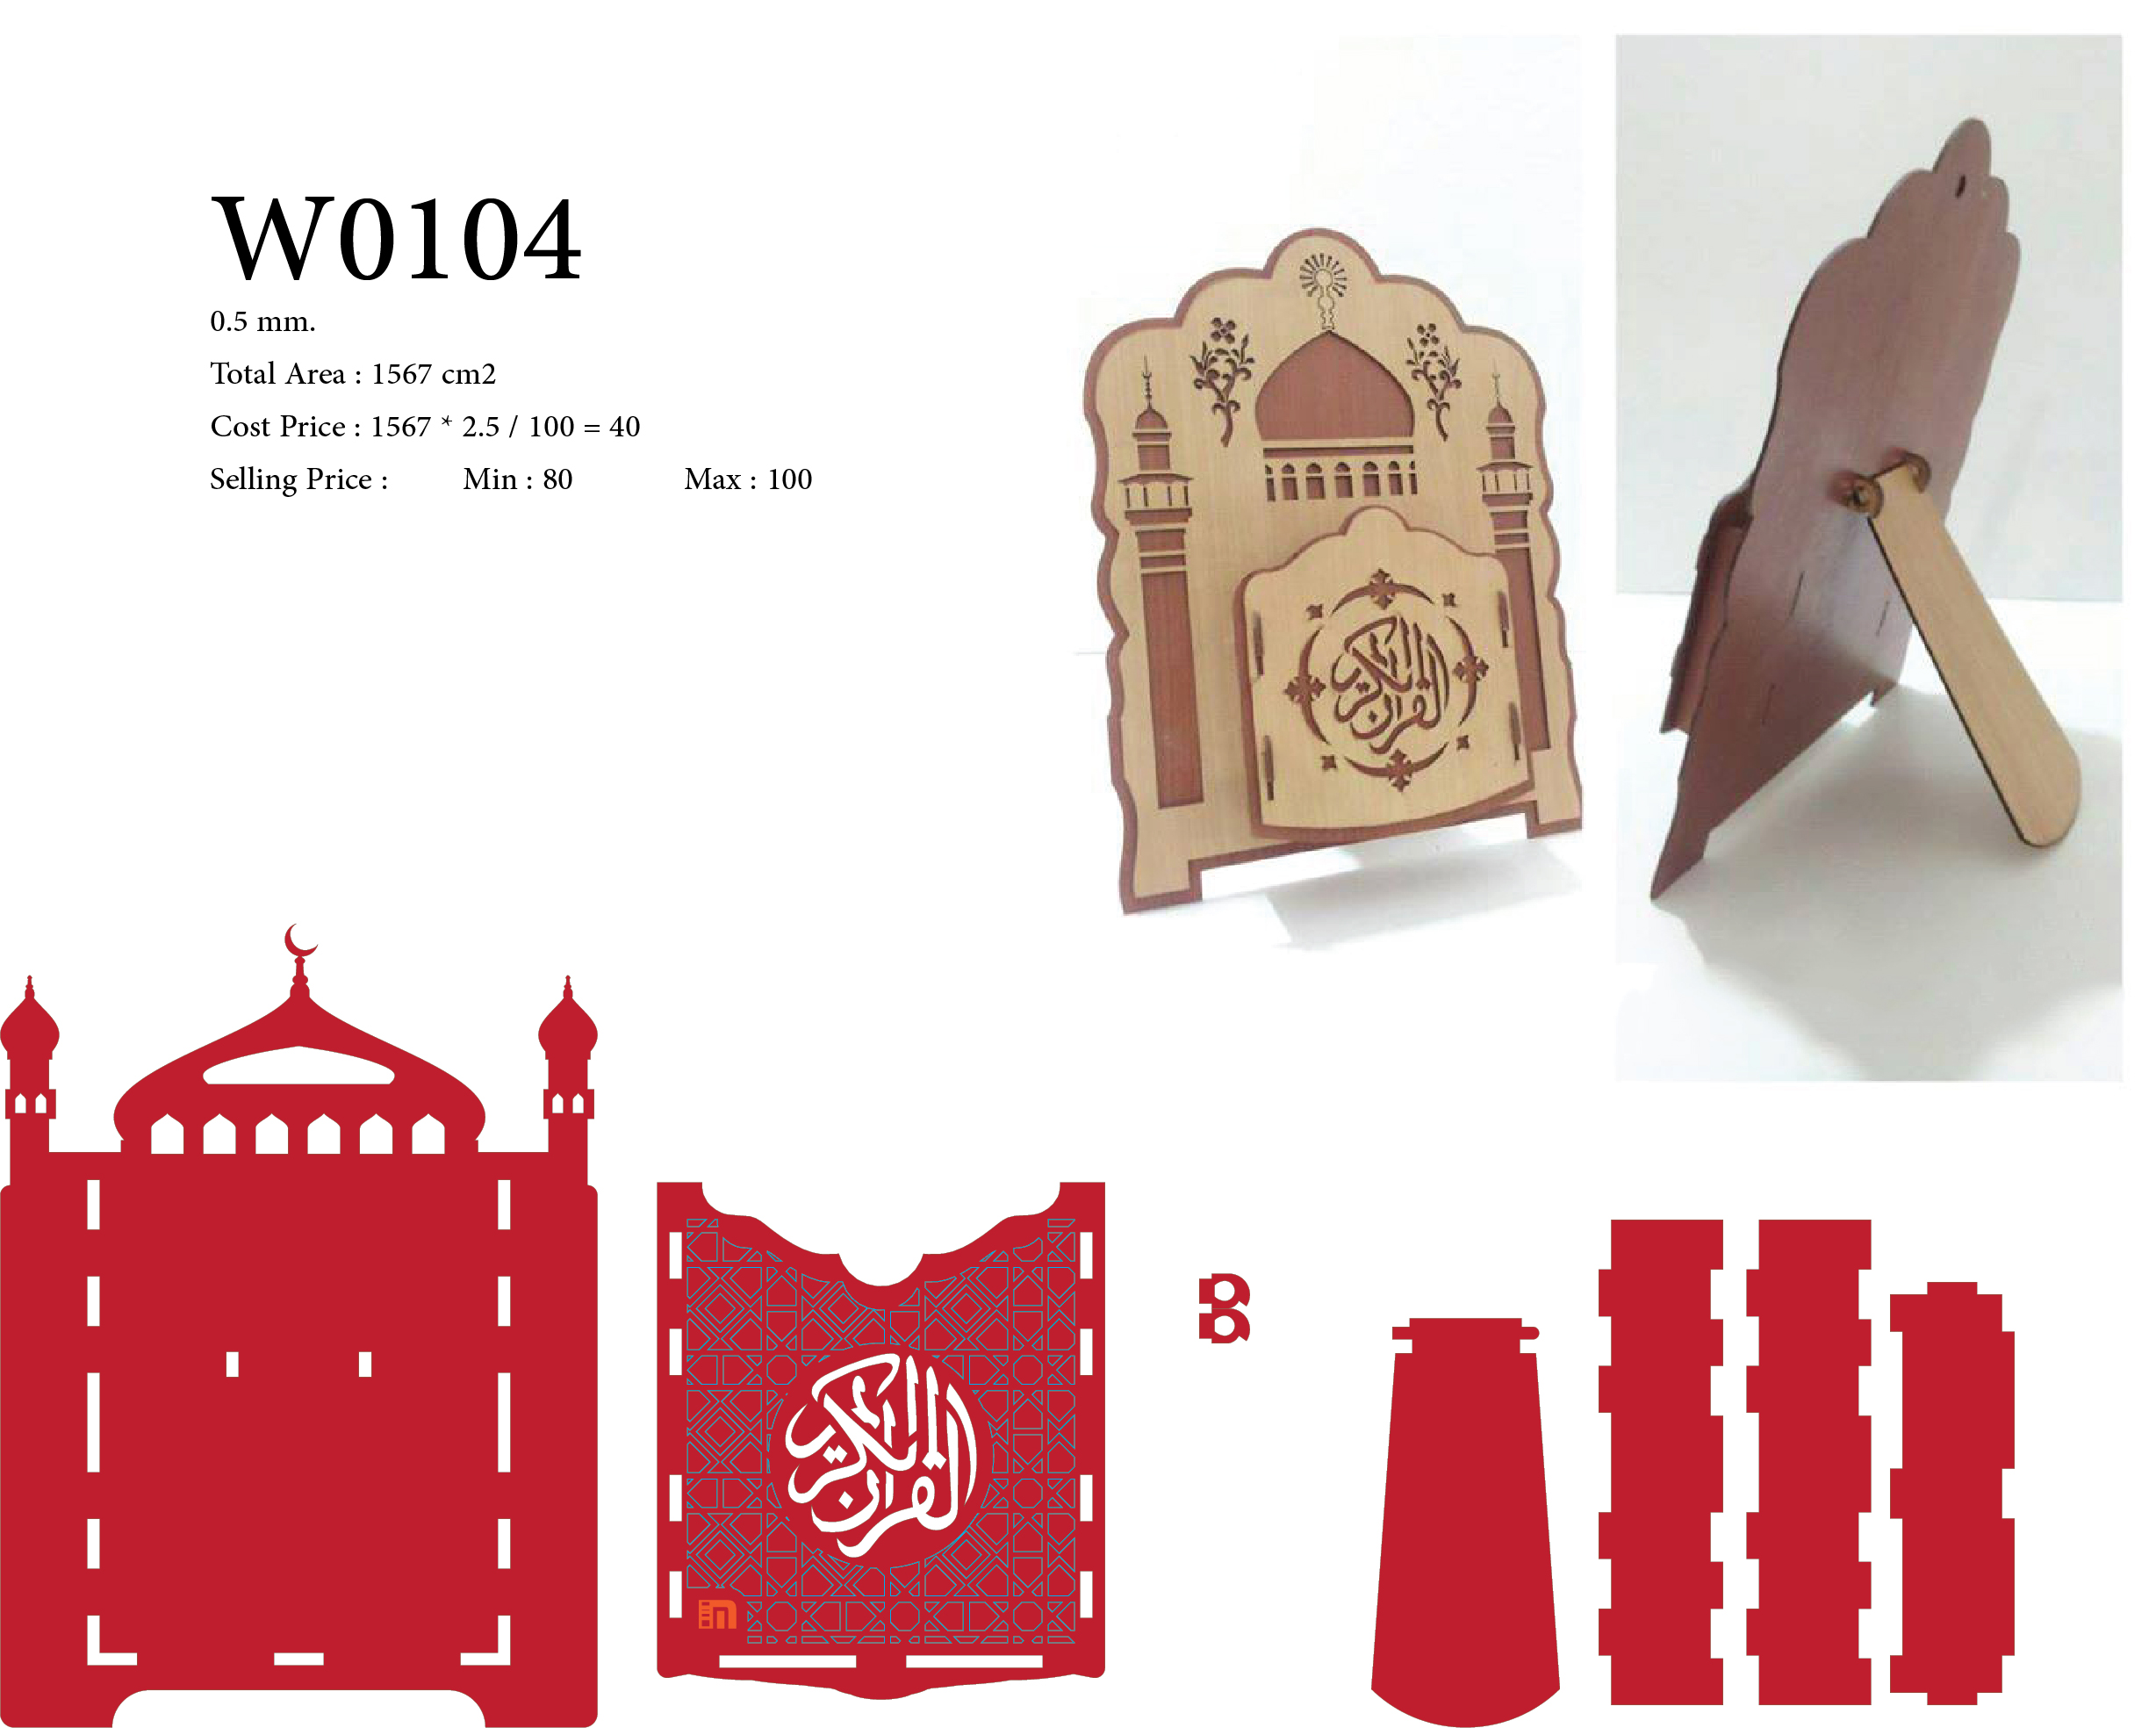 W0104
0.5 mm.
Total Area : 1567 cm2
Cost Price : 1567 * 2.5 / 100 = 40
Selling Price : Min : 80 Max : 100
القرآن الكريم
القرآن الكريم